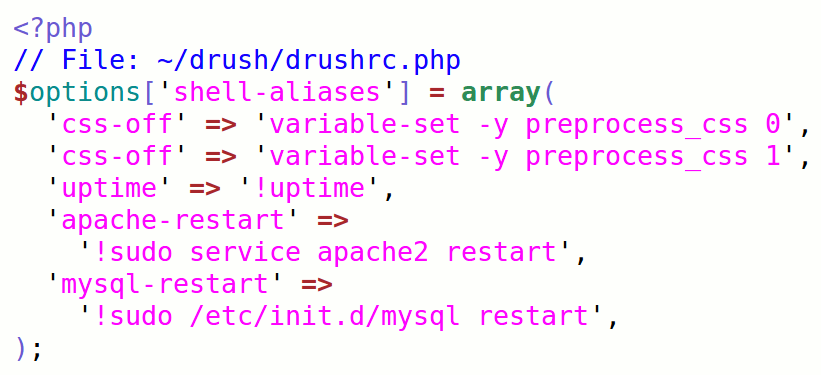 <?php
// File: ~/drush/drushrc.php
$options['shell-aliases'] = array(
  'css-off' => 'variable-set -y preprocess_css 0',
  'css-off' => 'variable-set -y preprocess_css 1',
  'uptime' => '!uptime',
  'apache-restart' =>
    '!sudo service apache2 restart',
  'mysql-restart' =>
    '!sudo /etc/init.d/mysql restart',
);